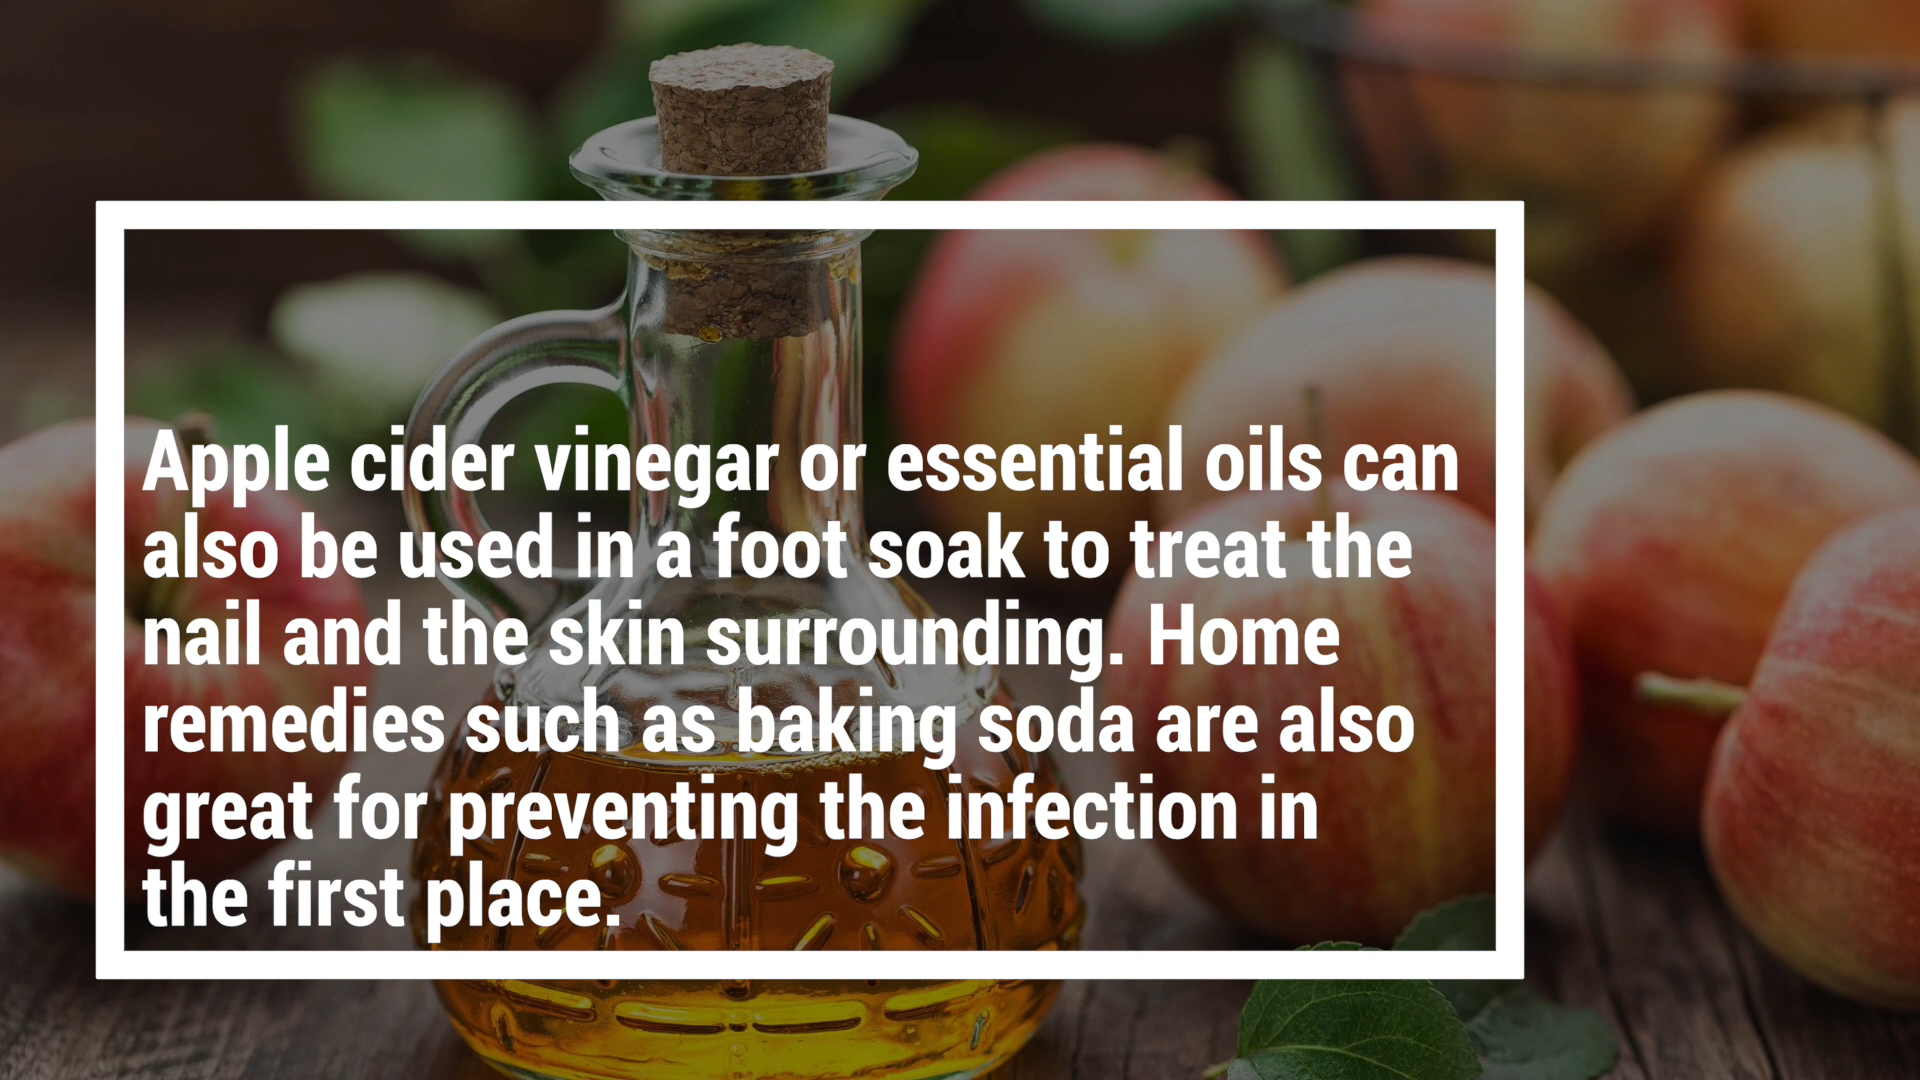 Apple cider vinegar or essential oils can
also be used in a foot soak to treat the
nail and the skin surrounding. Home
remedies such as baking soda are also
great for preventing the infection in
the first place.